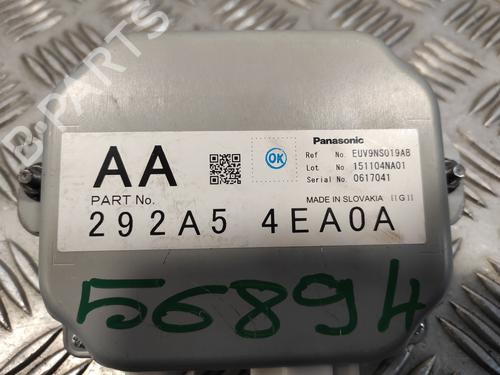 B-PARTS
AA
PART No.
292A5 4EA0A
OK
Panasonic
Ref No. EUV9NS019AB
Lot No 151104NA01
Serial No. 0617041
MADE IN SLOVAKIA IIGII
56894